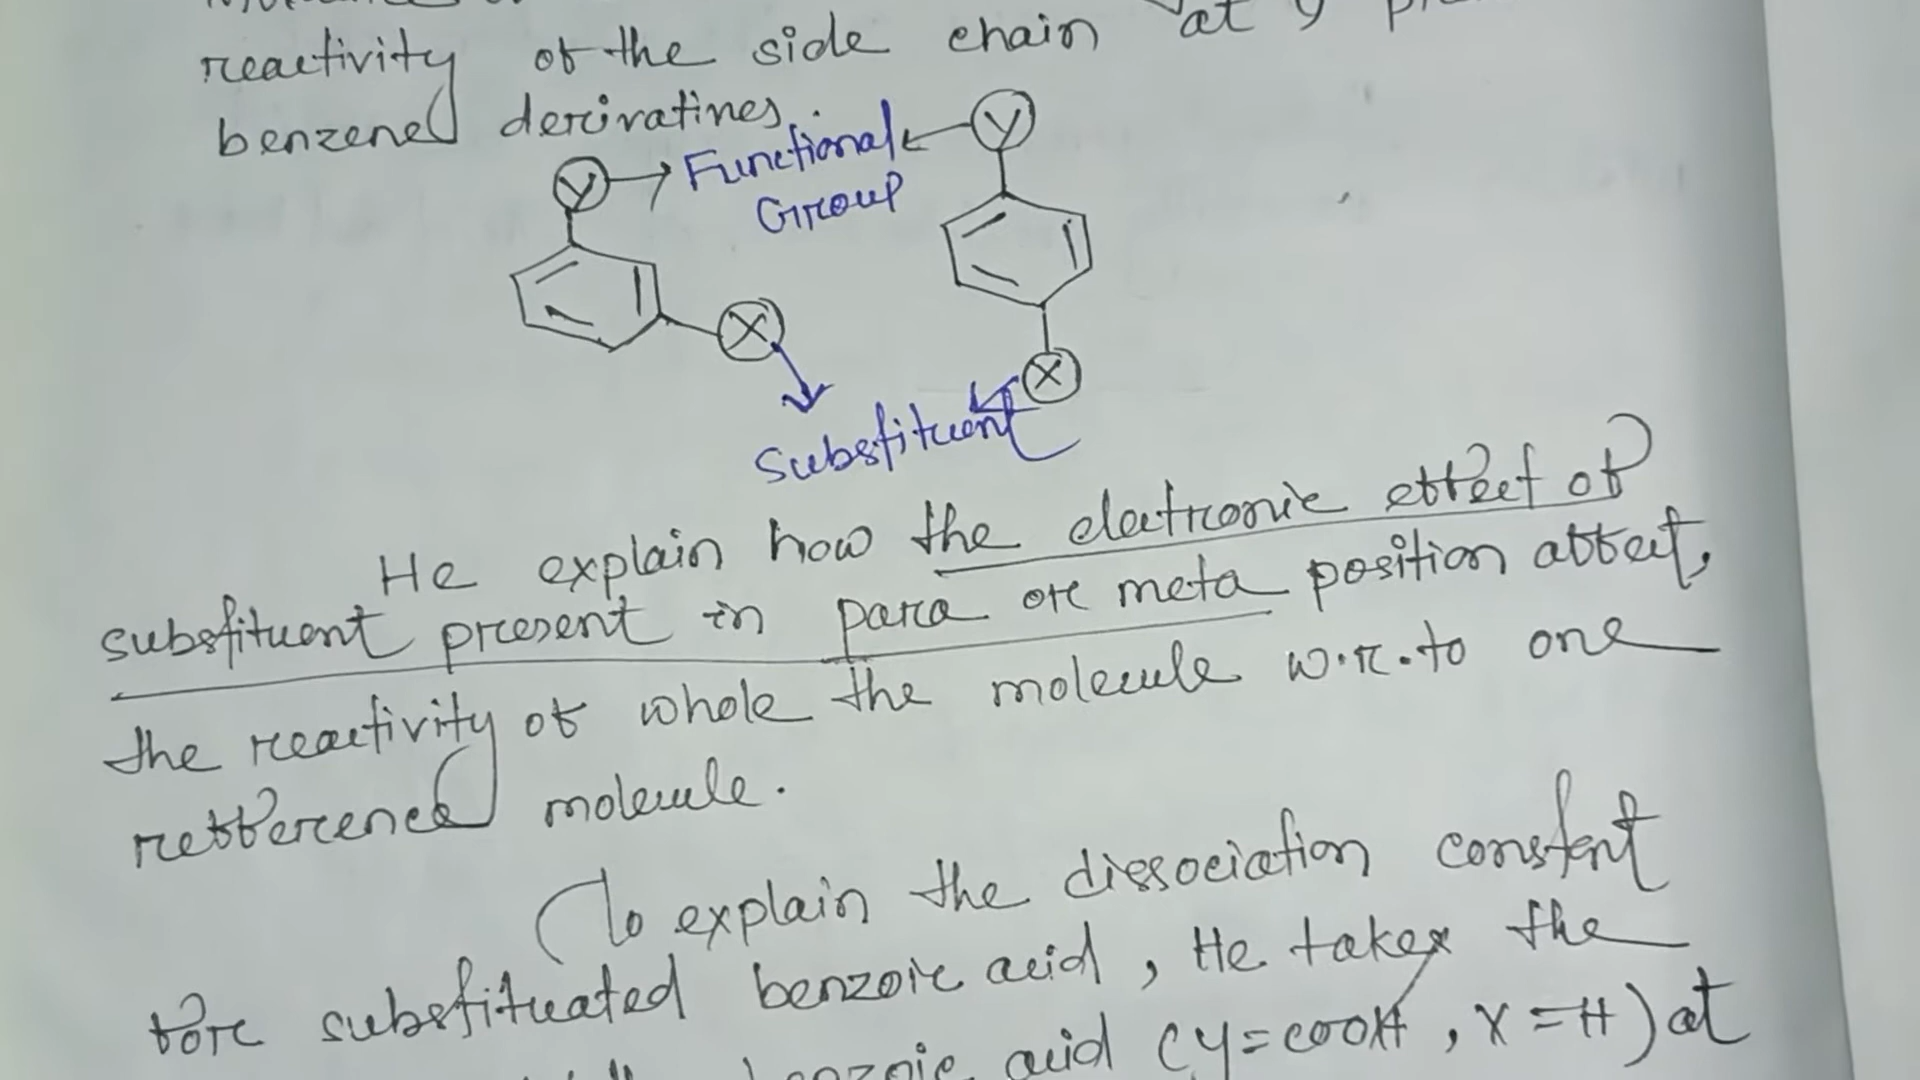 reactivity of the side chain at y
benzene derivatives.
Y → Functional ← Y
Group
X
X
Substituent
He explain how the electronic effect of
substituent present in para or meta position affect,
the reactivity of whole the molecule w.r.to one
refference molecule.
To explain the dissociation constant
for substituated benzoic acid, He takes the
benzoic acid (y=COOH, X=H) at